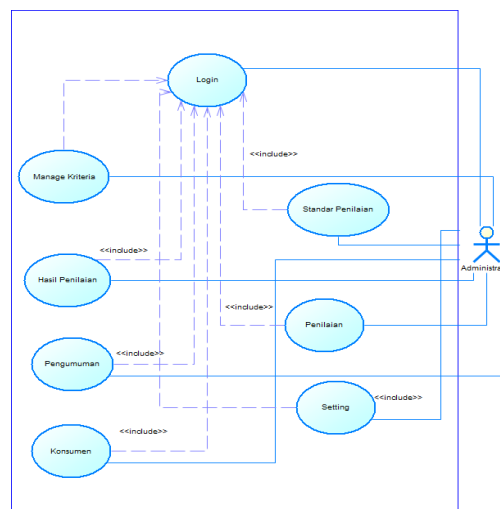 Login
<<include>>
Manage Kriteria
Standar Penilaian
<<include>>
Administra
Hasil Penilaian
<<include>>
Penilaian
<<include>>
Pengumuman
<<include>>
Setting
<<include>>
Konsumen